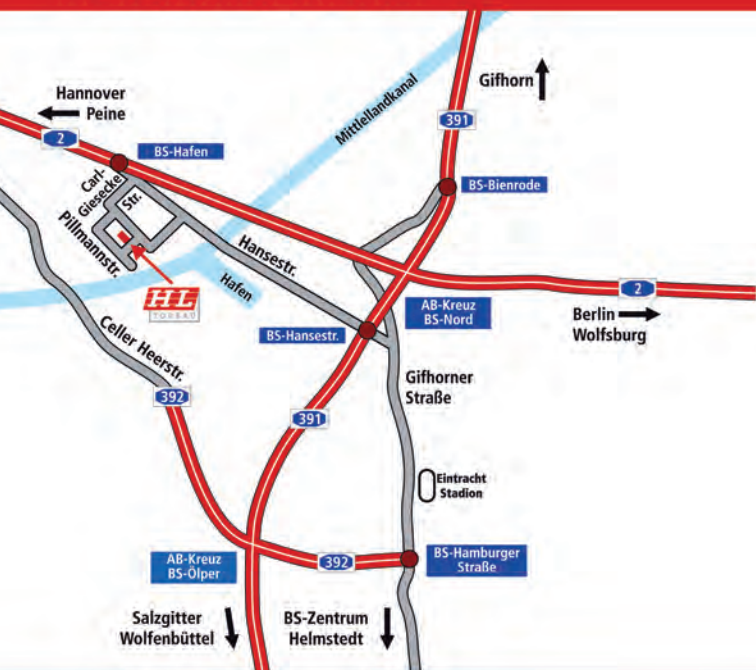 Hannover
Peine
2
BS-Hafen
Carl-
Giesecke
Str.
Pillmannstr.
Mittellandkanal
Gifhorn
391
BS-Bienrode
Hansestr.
Hafen
HL
TORBAU
AB-Kreuz
BS-Nord
2
Berlin
Wolfsburg
BS-Hansestr.
Celler Heerstr.
392
Gifhorner
Straße
391
Eintracht
Stadion
AB-Kreuz
BS-Ölper
392
BS-Hamburger
Straße
Salzgitter
Wolfenbüttel
BS-Zentrum
Helmstedt